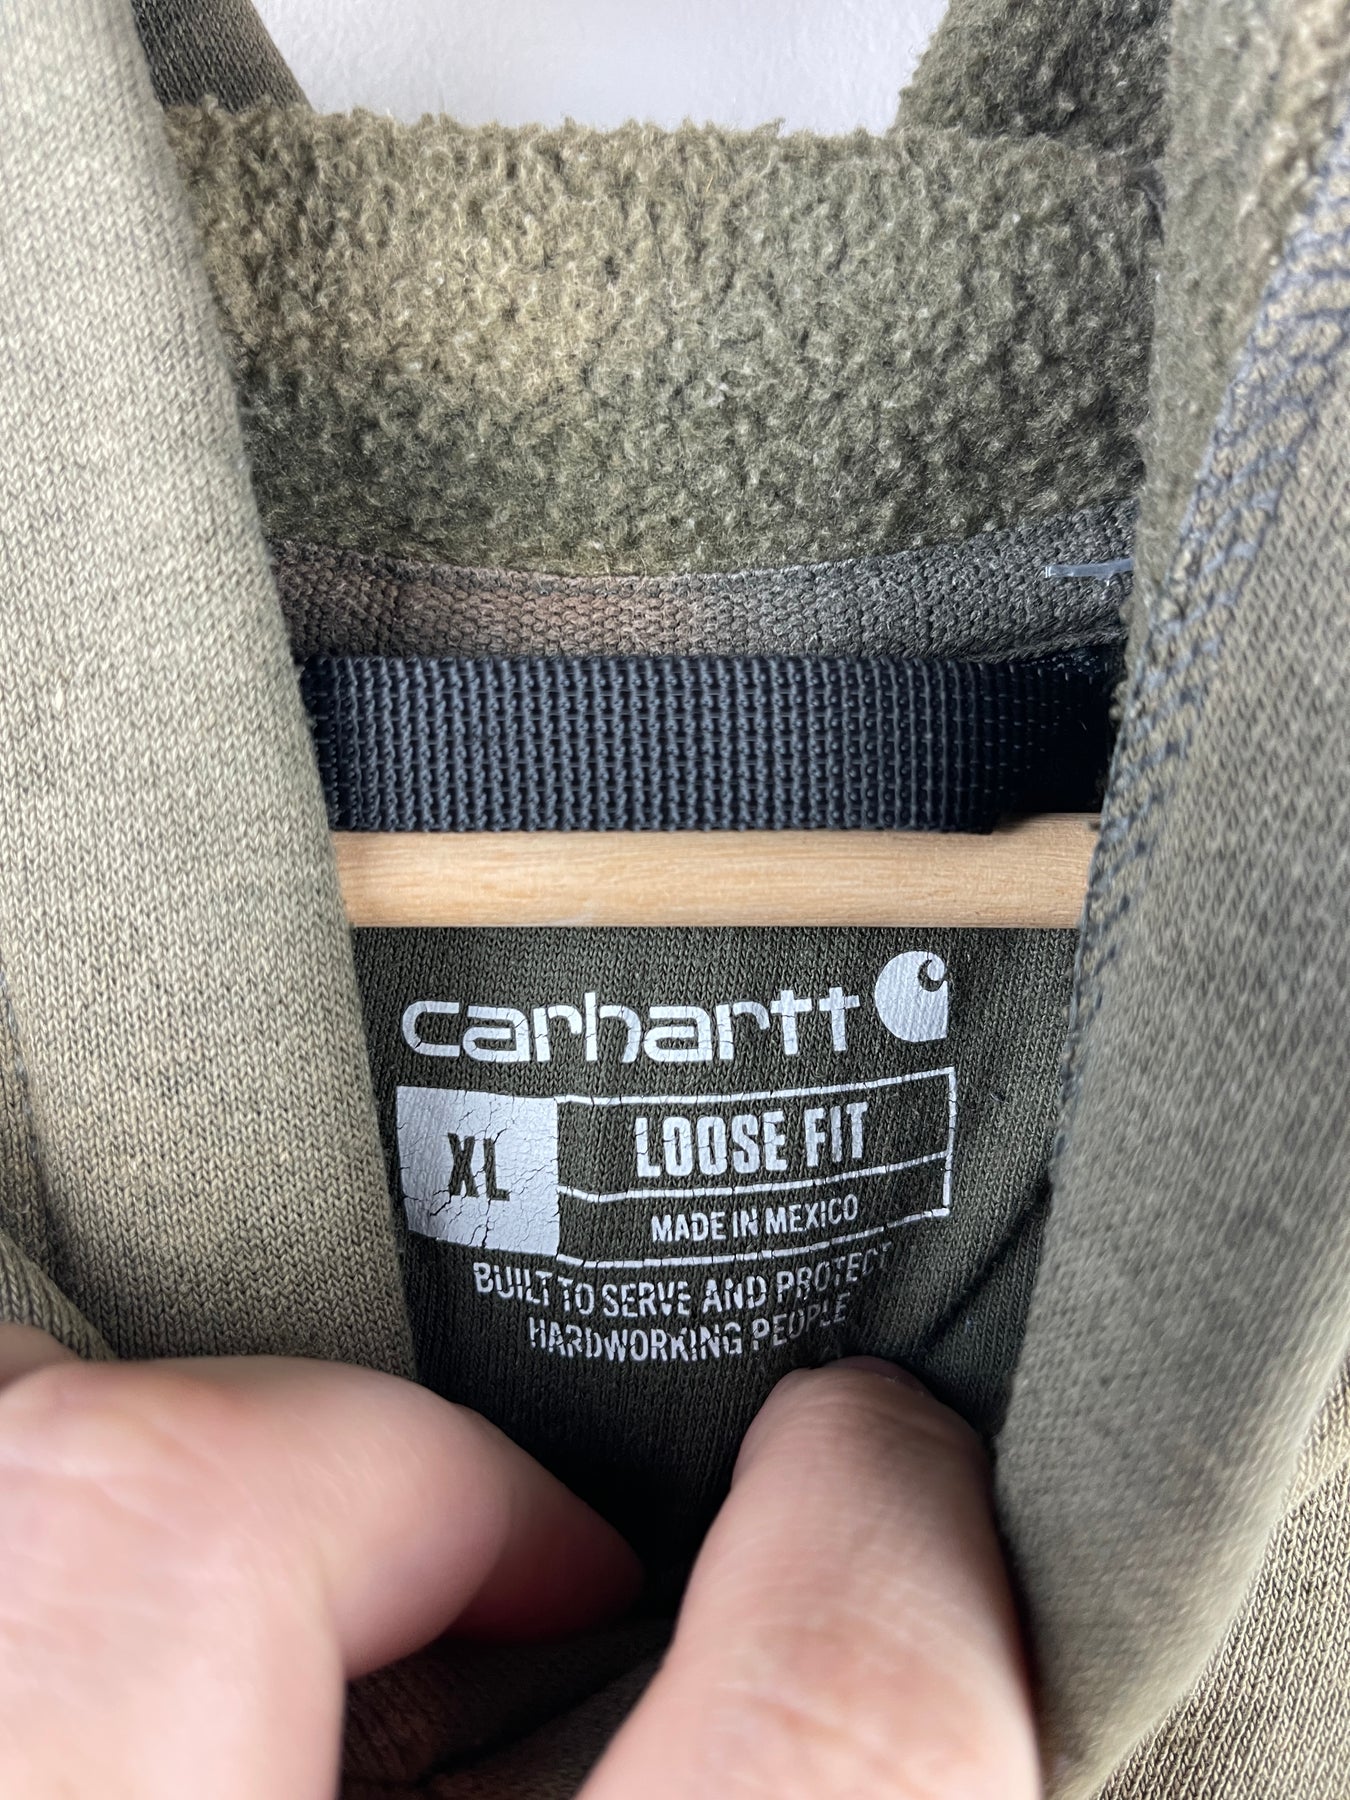 carhartt
XL
LOOSE FIT
MADE IN MEXICO
BUILT TO SERVE AND PROTECT
HARDWORKING PEOPLE